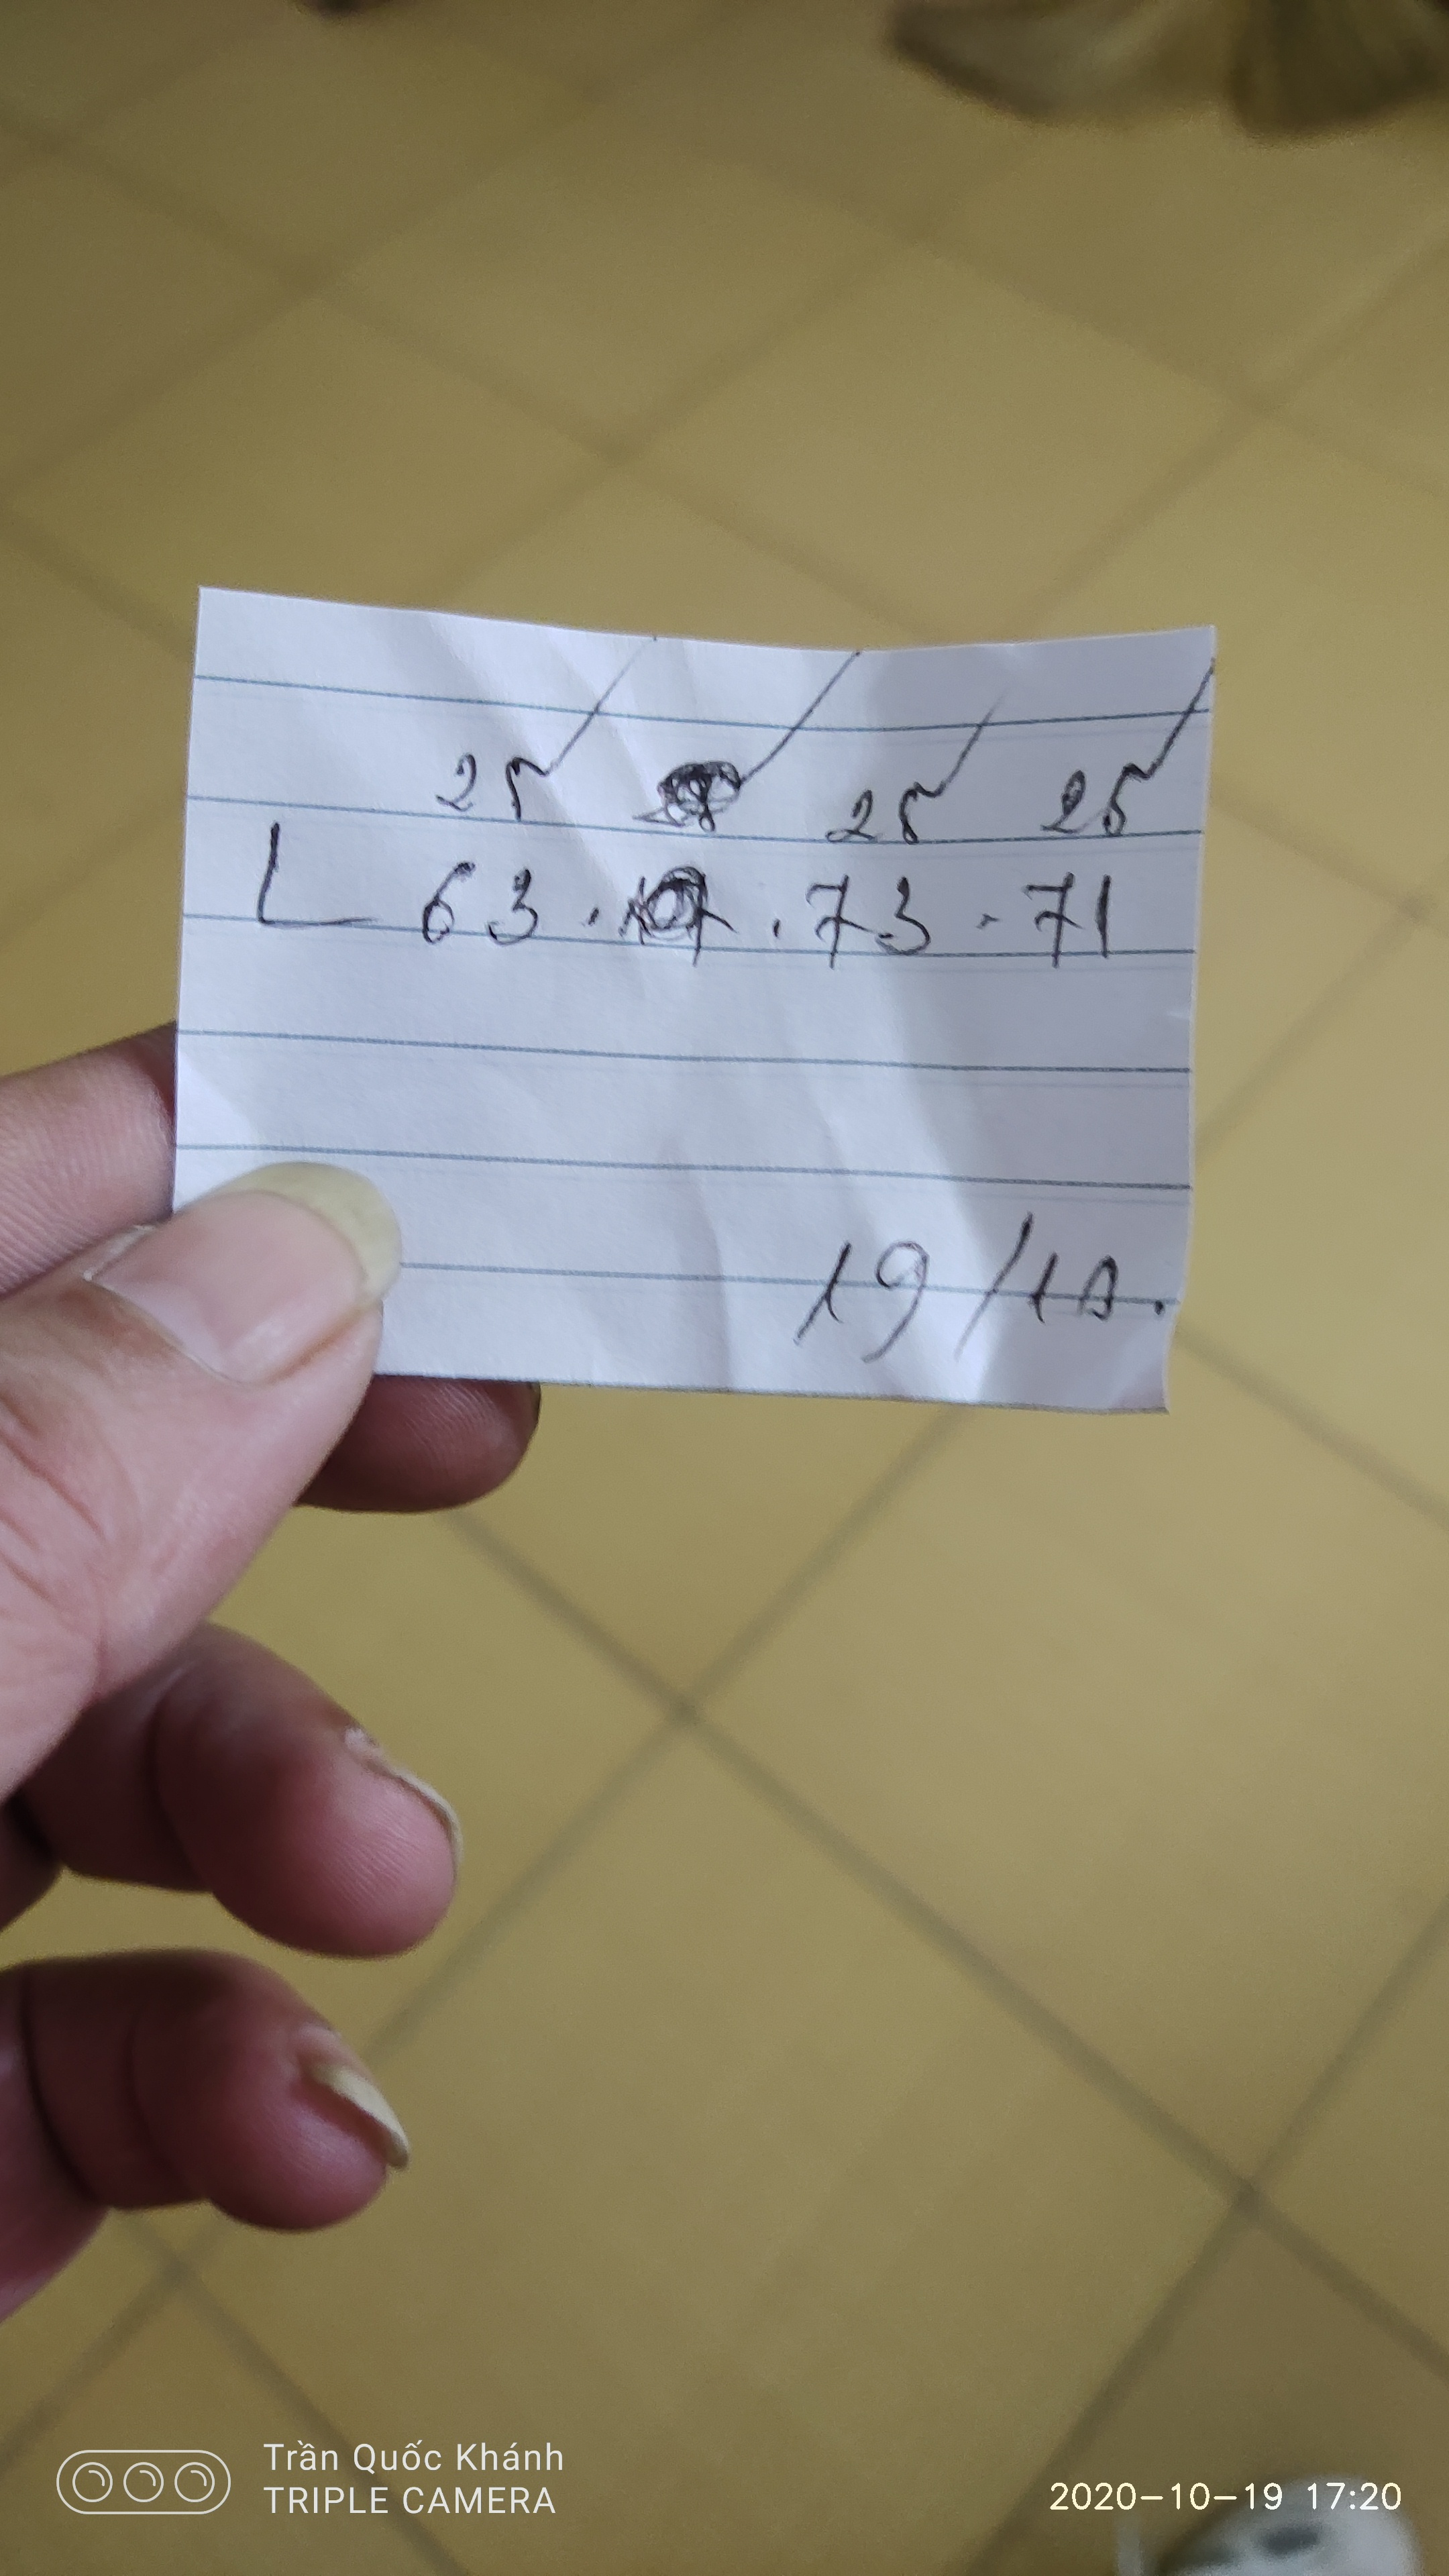 25 25 25
L 63 . . 73 . 71
19/10.
Trần Quốc Khánh
TRIPLE CAMERA
2020-10-19 17:20